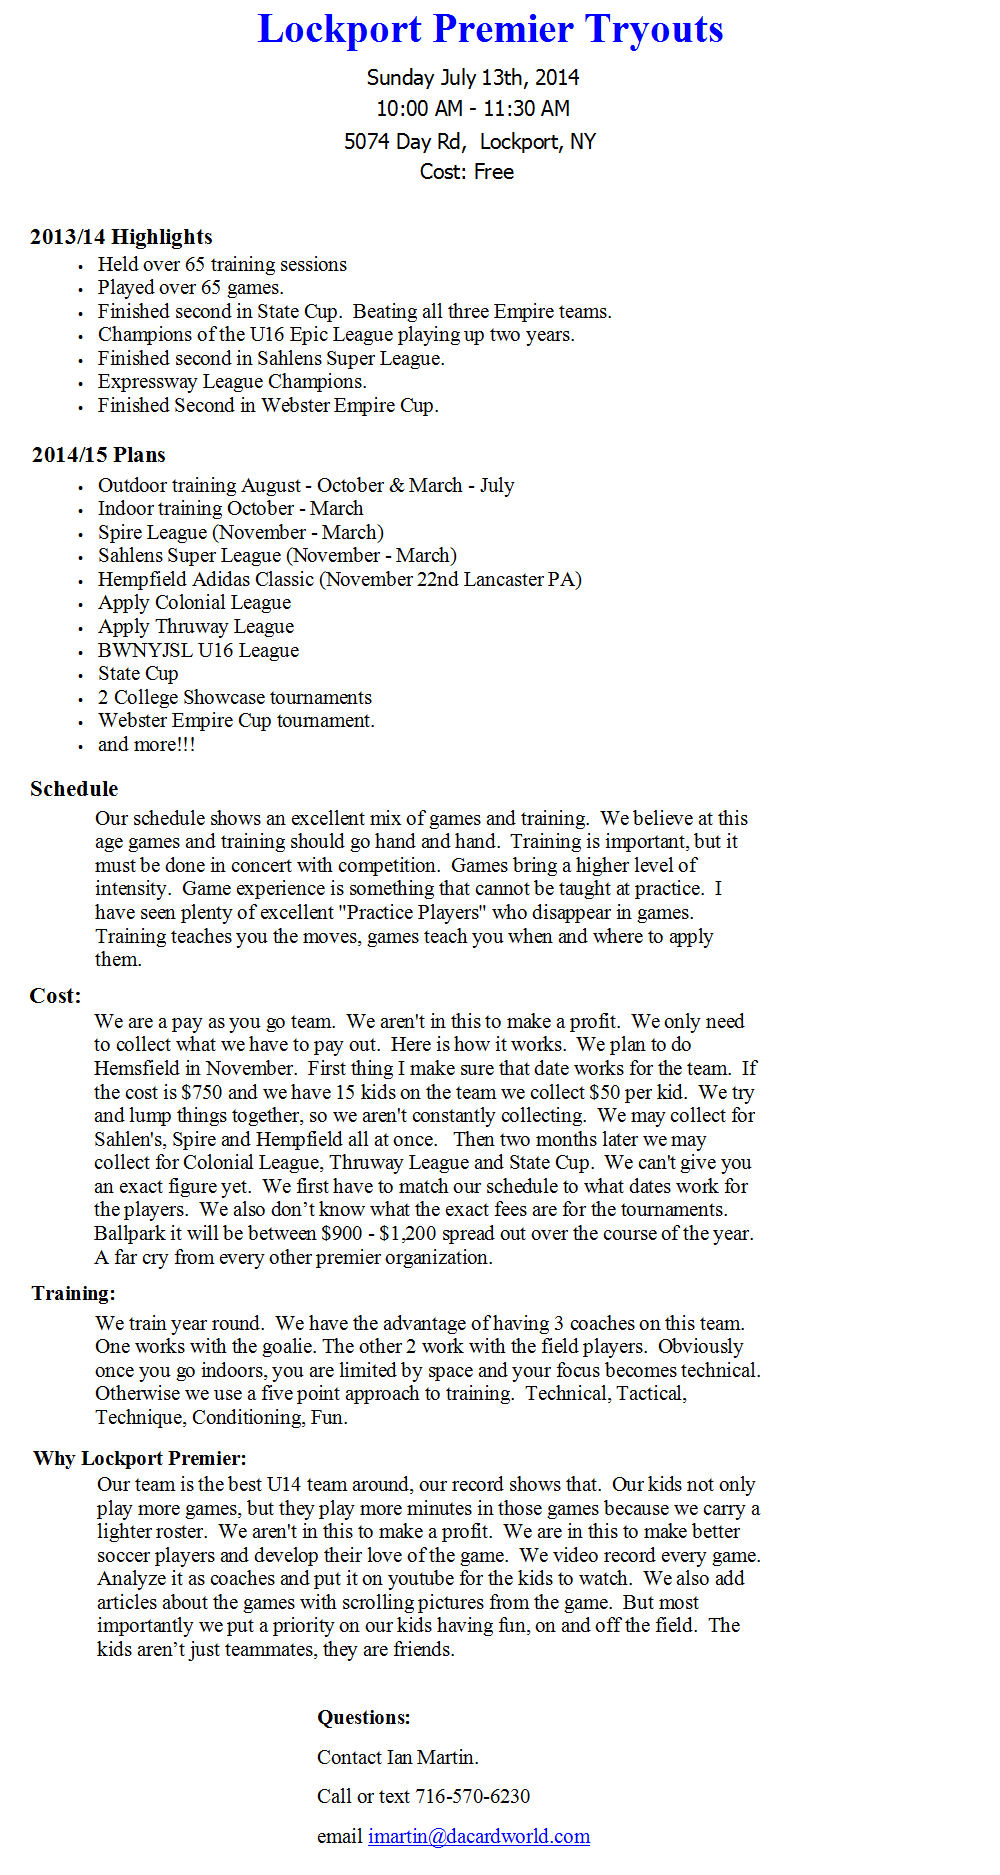 Lockport Premier Tryouts
Sunday July 13th, 2014
10:00 AM - 11:30 AM
5074 Day Rd,  Lockport, NY
Cost: Free
2013/14 Highlights
• Held over 65 training sessions
• Played over 65 games.
• Finished second in State Cup.  Beating all three Empire teams.
• Champions of the U16 Epic League playing up two years.
• Finished second in Sahlens Super League.
• Expressway League Champions.
• Finished Second in Webster Empire Cup.
2014/15 Plans
• Outdoor training August - October & March - July
• Indoor training October - March
• Spire League (November - March)
• Sahlens Super League (November - March)
• Hempfield Adidas Classic (November 22nd Lancaster PA)
• Apply Colonial League
• Apply Thruway League
• BWNYJSL U16 League
• State Cup
• 2 College Showcase tournaments
• Webster Empire Cup tournament.
• and more!!!
Schedule
Our schedule shows an excellent mix of games and training.  We believe at this
age games and training should go hand and hand.  Training is important, but it
must be done in concert with competition.  Games bring a higher level of
intensity.  Game experience is something that cannot be taught at practice.  I
have seen plenty of excellent "Practice Players" who disappear in games.
Training teaches you the moves, games teach you when and where to apply
them.
Cost:
We are a pay as you go team.  We aren't in this to make a profit.  We only need
to collect what we have to pay out.  Here is how it works.  We plan to do
Hemsfield in November.  First thing I make sure that date works for the team.  If
the cost is $750 and we have 15 kids on the team we collect $50 per kid.  We try
and lump things together, so we aren't constantly collecting.  We may collect for
Sahlen's, Spire and Hempfield all at once.   Then two months later we may
collect for Colonial League, Thruway League and State Cup.  We can't give you
an exact figure yet.  We first have to match our schedule to what dates work for
the players.  We also don’t know what the exact fees are for the tournaments.
Ballpark it will be between $900 - $1,200 spread out over the course of the year.
A far cry from every other premier organization.
Training:
We train year round.  We have the advantage of having 3 coaches on this team.
One works with the goalie. The other 2 work with the field players.  Obviously
once you go indoors, you are limited by space and your focus becomes technical.
Otherwise we use a five point approach to training.  Technical, Tactical,
Technique, Conditioning, Fun.
Why Lockport Premier:
Our team is the best U14 team around, our record shows that.  Our kids not only
play more games, but they play more minutes in those games because we carry a
lighter roster.  We aren't in this to make a profit.  We are in this to make better
soccer players and develop their love of the game.  We video record every game.
Analyze it as coaches and put it on youtube for the kids to watch.  We also add
articles about the games with scrolling pictures from the game.  But most
importantly we put a priority on our kids having fun, on and off the field.  The
kids aren’t just teammates, they are friends.
Questions:
Contact Ian Martin.
Call or text 716-570-6230
email imartin@dacardworld.com